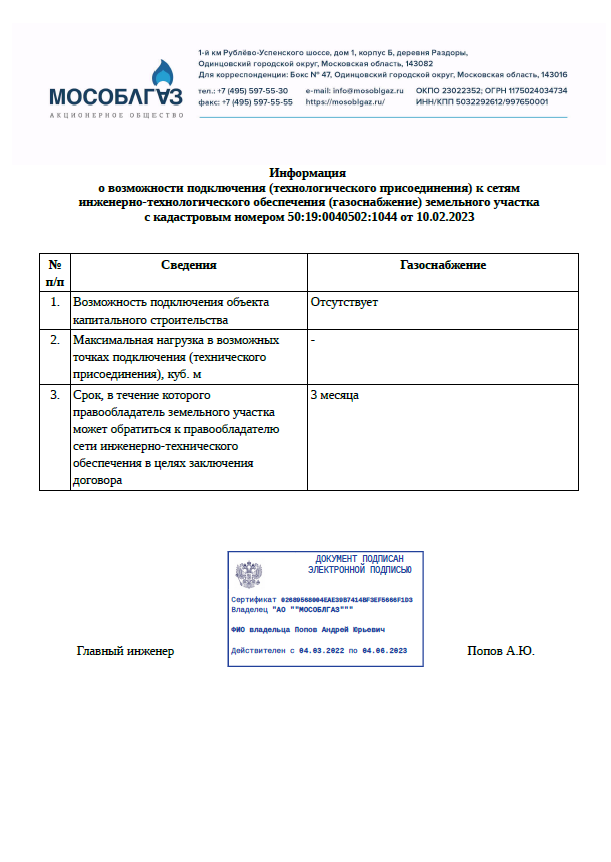 МОСОБЛГАЗ
АКЦИОНЕРНОЕ ОБЩЕСТВО
1-й км Рублёво-Успенского шоссе, дом 1, корпус Б, деревня Раздоры,
Одинцовский городской округ, Московская область, 143082
Для корреспонденции: Бокс № 47, Одинцовский городской округ, Московская область, 143016
тел.: +7 (495) 597-55-30 e-mail: info@mosoblgaz.ru ОКПО 23022352; ОГРН 1175024034734
факс: +7 (495) 597-55-55 https://mosoblgaz.ru/ ИНН/КПП 5032292612/997650001
Информация
о возможности подключения (технологического присоединения) к сетям
инженерно-технологического обеспечения (газоснабжение) земельного участка
с кадастровым номером 50:19:0040502:1044 от 10.02.2023
№ п/п Сведения Газоснабжение
1. Возможность подключения объекта Отсутствует
капитального строительства
2. Максимальная нагрузка в возможных -
точках подключения (технического
присоединения), куб. м
3. Срок, в течение которого 3 месяца
правообладатель земельного участка
может обратиться к правообладателю
сети инженерно-технического
обеспечения в целях заключения
договора
ДОКУМЕНТ ПОДПИСАН
ЭЛЕКТРОННОЙ ПОДПИСЬЮ
Сертификат 02689568004EAE39B7414BF3EF5666F1D3
Владелец "АО ""МОСОБЛГАЗ"""
ФИО владельца Попов Андрей Юрьевич
Действителен с 04.03.2022 по 04.06.2023
Главный инженер Попов А.Ю.